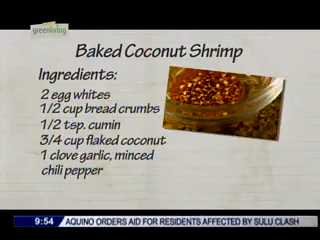 greenliving
Baked Coconut Shrimp
Ingredients:
2 egg whites
1/2 cup bread crumbs
1/2 tsp. cumin
3/4 cup flaked coconut
1 clove garlic, minced
chili pepper
9:54 AQUINO ORDERS AID FOR RESIDENTS AFFECTED BY SULU CLASH